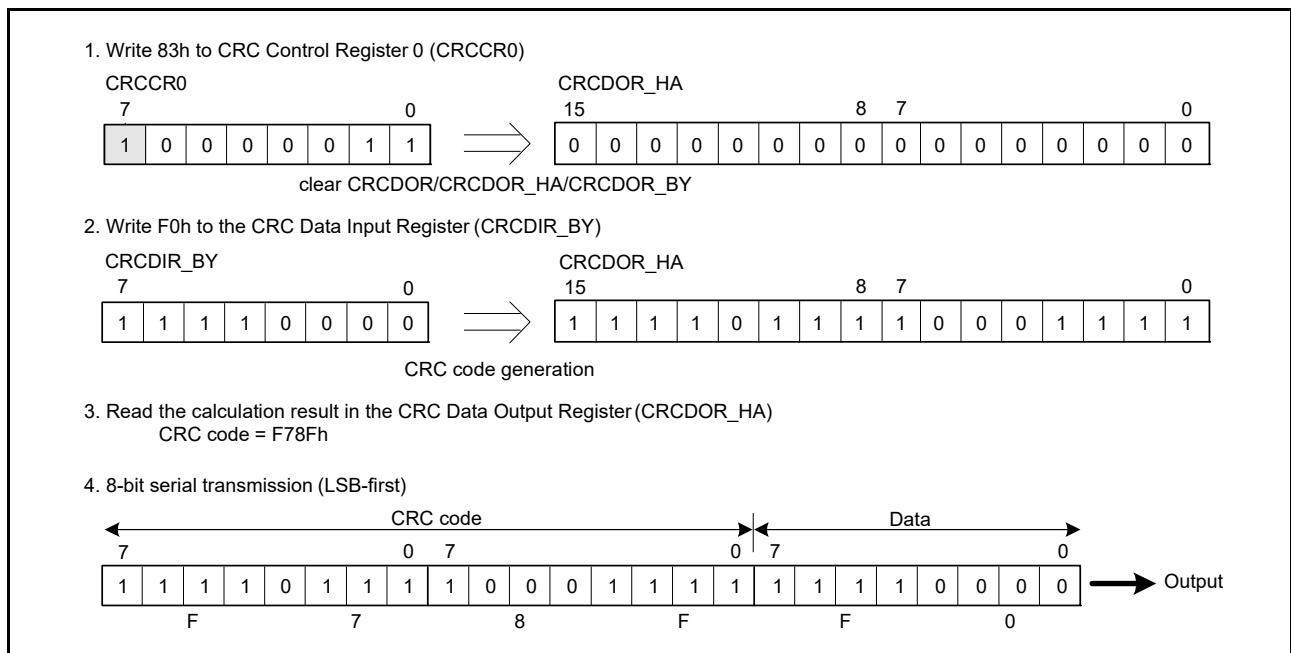 1. Write 83h to CRC Control Register 0 (CRCCR0)
CRCCR0 CRCDOR_HA
7 0 15 8 7 0
1 0 0 0 0 0 1 1 0 0 0 0 0 0 0 0 0 0 0 0 0 0 0 0
clear CRCDOR/CRCDOR_HA/CRCDOR_BY
2. Write F0h to the CRC Data Input Register (CRCDIR_BY)
CRCDIR_BY CRCDOR_HA
7 0 15 8 7 0
1 1 1 1 0 0 0 0 1 1 1 1 0 1 1 1 1 0 0 0 1 1 1 1
CRC code generation
3. Read the calculation result in the CRC Data Output Register (CRCDOR_HA)
CRC code = F78Fh
4. 8-bit serial transmission (LSB-first)
CRC code Data
7 0 7 0 7 0
1 1 1 1 0 1 1 1 1 0 0 0 1 1 1 1 1 1 1 1 0 0 0 0 Output
F 7 8 F F 0